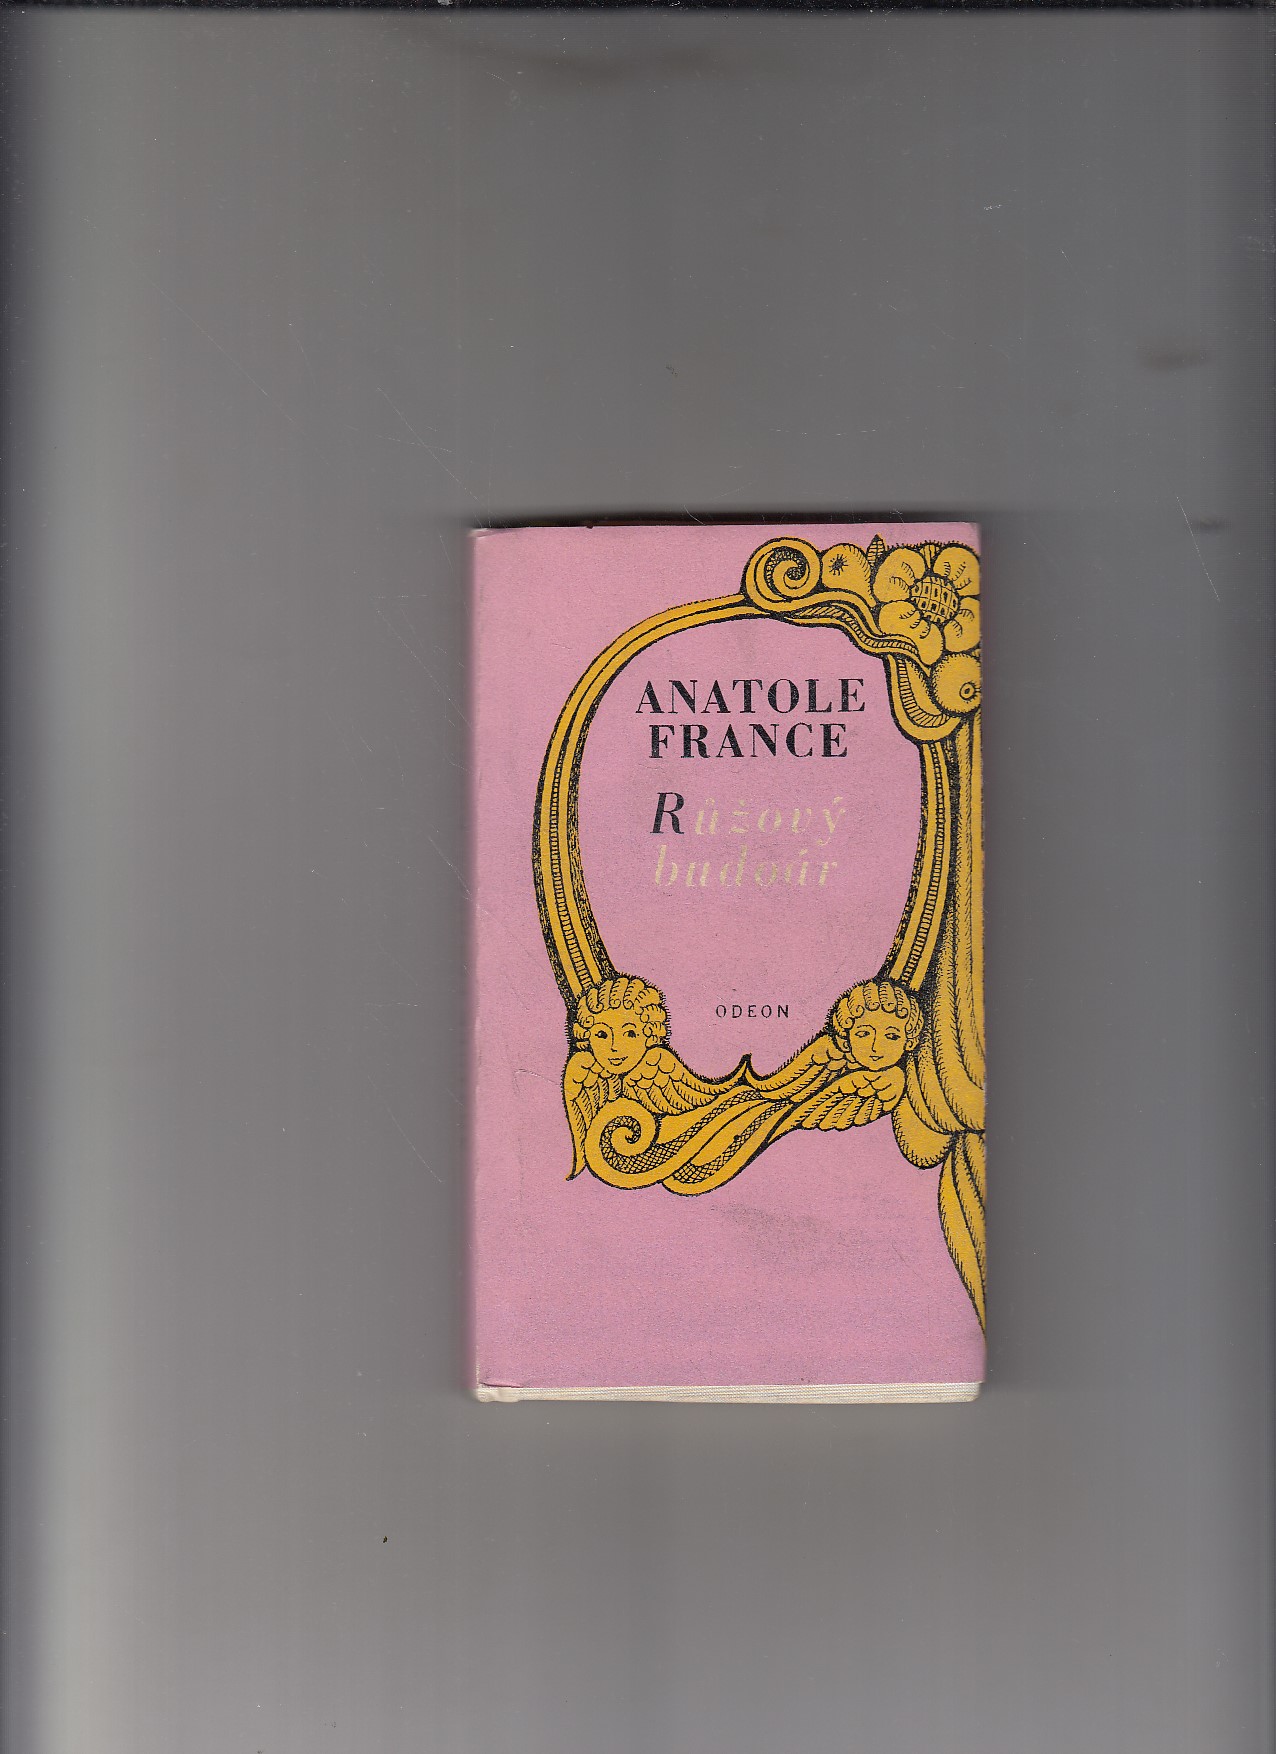 ANATOLE
FRANCE
Růžový
budoár
ODEON